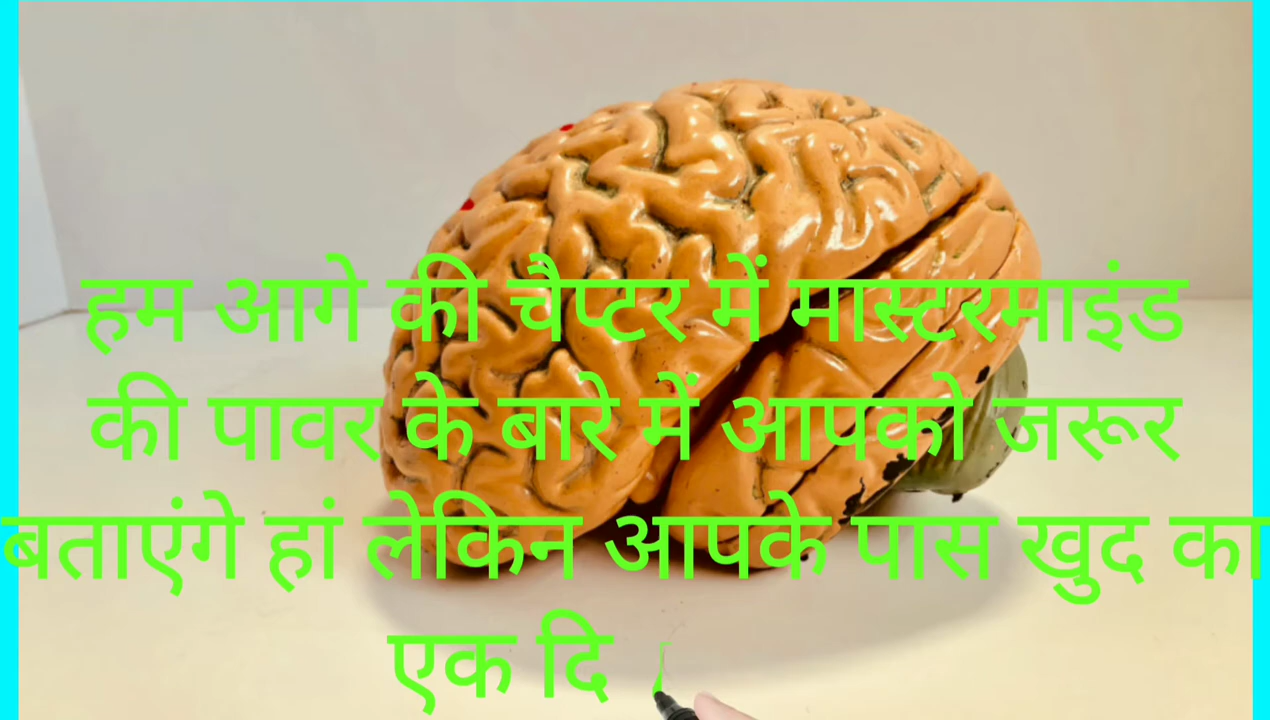 हम आगे की चैप्टर में मास्टरमाइंड
की पावर के बारे में आपको जरूर
बताएंगे हां लेकिन आपके पास खुद का
एक दि